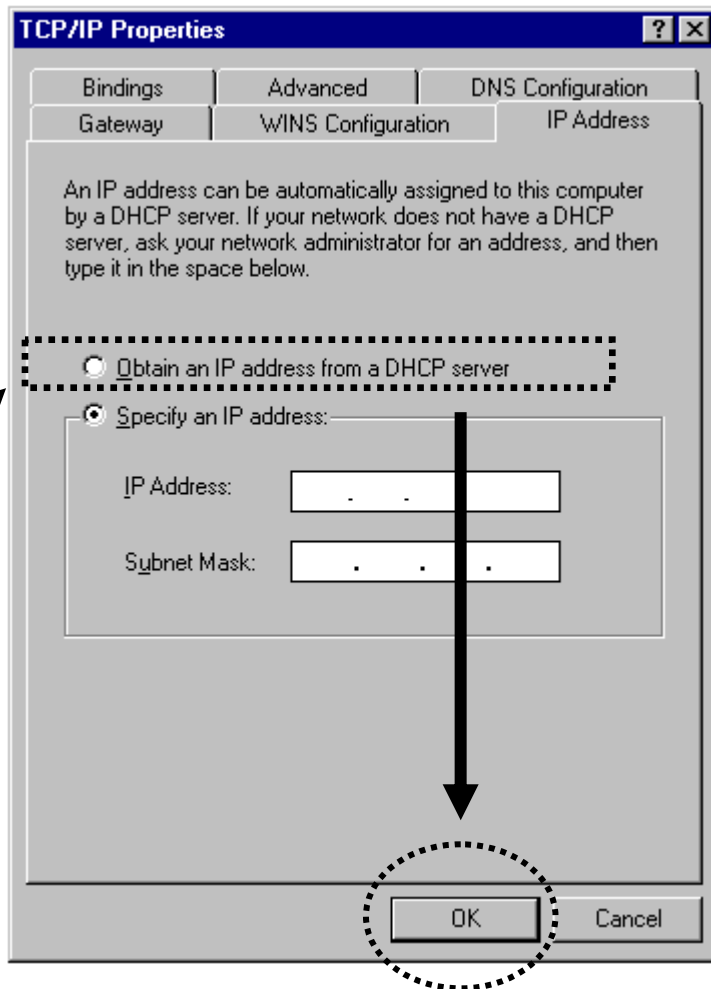 TCP/IP Properties
Bindings Advanced DNS Configuration
Gateway WINS Configuration IP Address
An IP address can be automatically assigned to this computer
by a DHCP server. If your network does not have a DHCP
server, ask your network administrator for an address, and then
type it in the space below.
Obtain an IP address from a DHCP server
Specify an IP address:
IP Address:
Subnet Mask:
OK Cancel